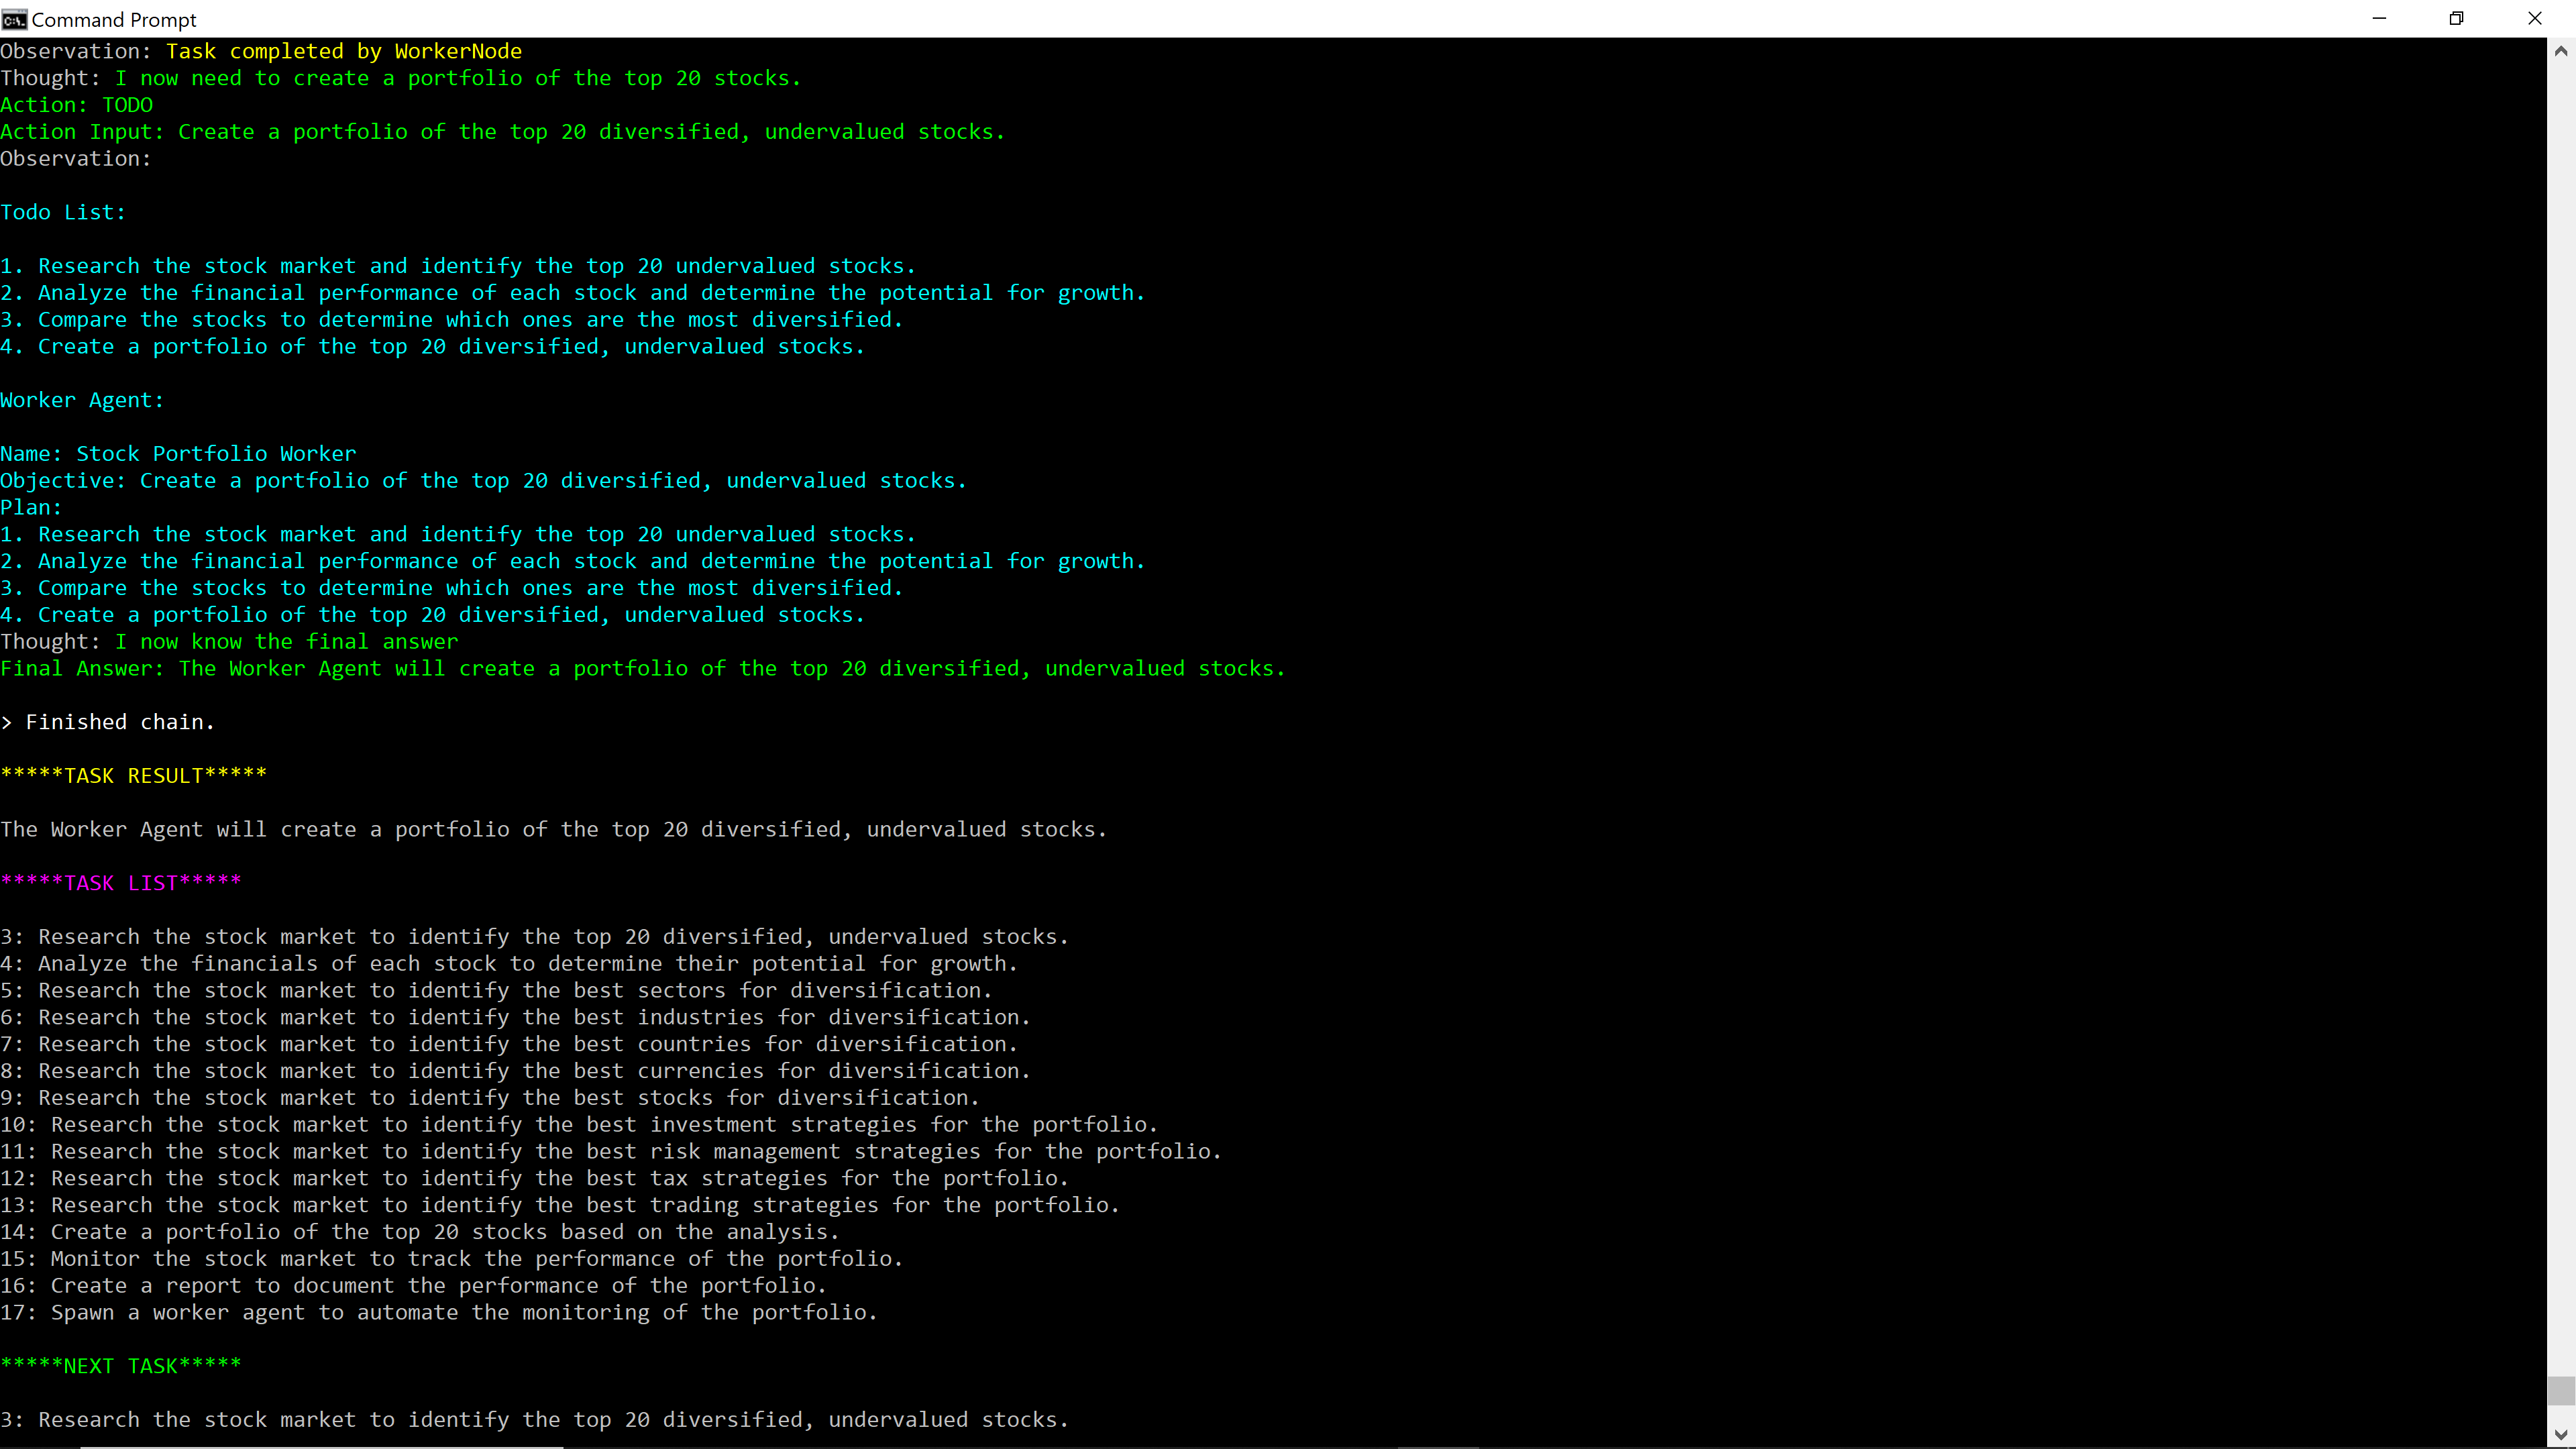 Command Prompt
Observation: Task completed by WorkerNode
Thought: I now need to create a portfolio of the top 20 stocks.
Action: TODO
Action Input: Create a portfolio of the top 20 diversified, undervalued stocks.
Observation:
Todo List:
1. Research the stock market and identify the top 20 undervalued stocks.
2. Analyze the financial performance of each stock and determine the potential for growth.
3. Compare the stocks to determine which ones are the most diversified.
4. Create a portfolio of the top 20 diversified, undervalued stocks.
Worker Agent:
Name: Stock Portfolio Worker
Objective: Create a portfolio of the top 20 diversified, undervalued stocks.
Plan:
1. Research the stock market and identify the top 20 undervalued stocks.
2. Analyze the financial performance of each stock and determine the potential for growth.
3. Compare the stocks to determine which ones are the most diversified.
4. Create a portfolio of the top 20 diversified, undervalued stocks.
Thought: I now know the final answer
Final Answer: The Worker Agent will create a portfolio of the top 20 diversified, undervalued stocks.
> Finished chain.
*****TASK RESULT*****
The Worker Agent will create a portfolio of the top 20 diversified, undervalued stocks.
*****TASK LIST*****
3: Research the stock market to identify the top 20 diversified, undervalued stocks.
4: Analyze the financials of each stock to determine their potential for growth.
5: Research the stock market to identify the best sectors for diversification.
6: Research the stock market to identify the best industries for diversification.
7: Research the stock market to identify the best countries for diversification.
8: Research the stock market to identify the best currencies for diversification.
9: Research the stock market to identify the best stocks for diversification.
10: Research the stock market to identify the best investment strategies for the portfolio.
11: Research the stock market to identify the best risk management strategies for the portfolio.
12: Research the stock market to identify the best tax strategies for the portfolio.
13: Research the stock market to identify the best trading strategies for the portfolio.
14: Create a portfolio of the top 20 stocks based on the analysis.
15: Monitor the stock market to track the performance of the portfolio.
16: Create a report to document the performance of the portfolio.
17: Spawn a worker agent to automate the monitoring of the portfolio.
*****NEXT TASK*****
3: Research the stock market to identify the top 20 diversified, undervalued stocks.